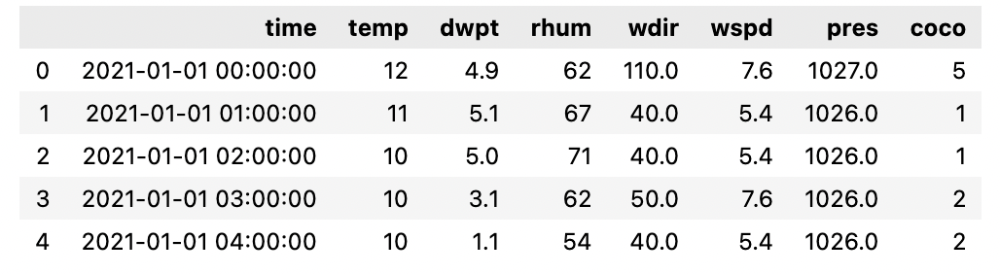 time temp dwpt rhum wdir wspd pres coco
0 2021-01-01 00:00:00 12 4.9 62 110.0 7.6 1027.0 5
1 2021-01-01 01:00:00 11 5.1 67 40.0 5.4 1026.0 1
2 2021-01-01 02:00:00 10 5.0 71 40.0 5.4 1026.0 1
3 2021-01-01 03:00:00 10 3.1 62 50.0 7.6 1026.0 2
4 2021-01-01 04:00:00 10 1.1 54 40.0 5.4 1026.0 2